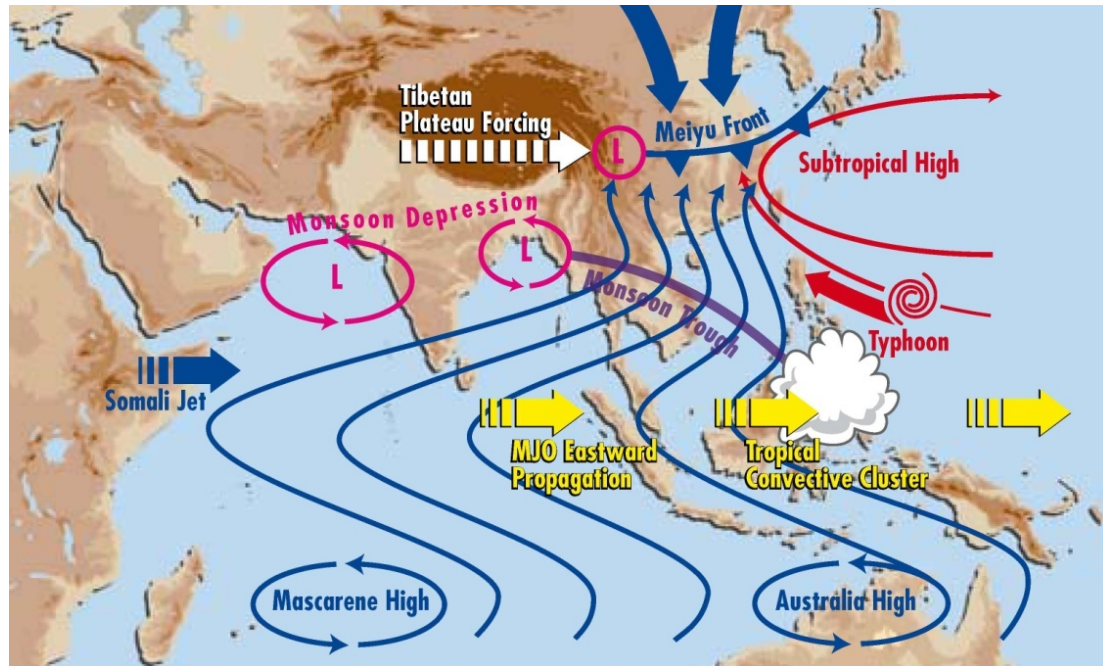 Tibetan
Plateau Forcing
L
Meiyu Front
Subtropical High
Monsoon Depression
L
L
Monsoon Trough
Typhoon
Somali Jet
MJO Eastward
Propagation
Tropical
Convective Cluster
Mascarene High
Australia High